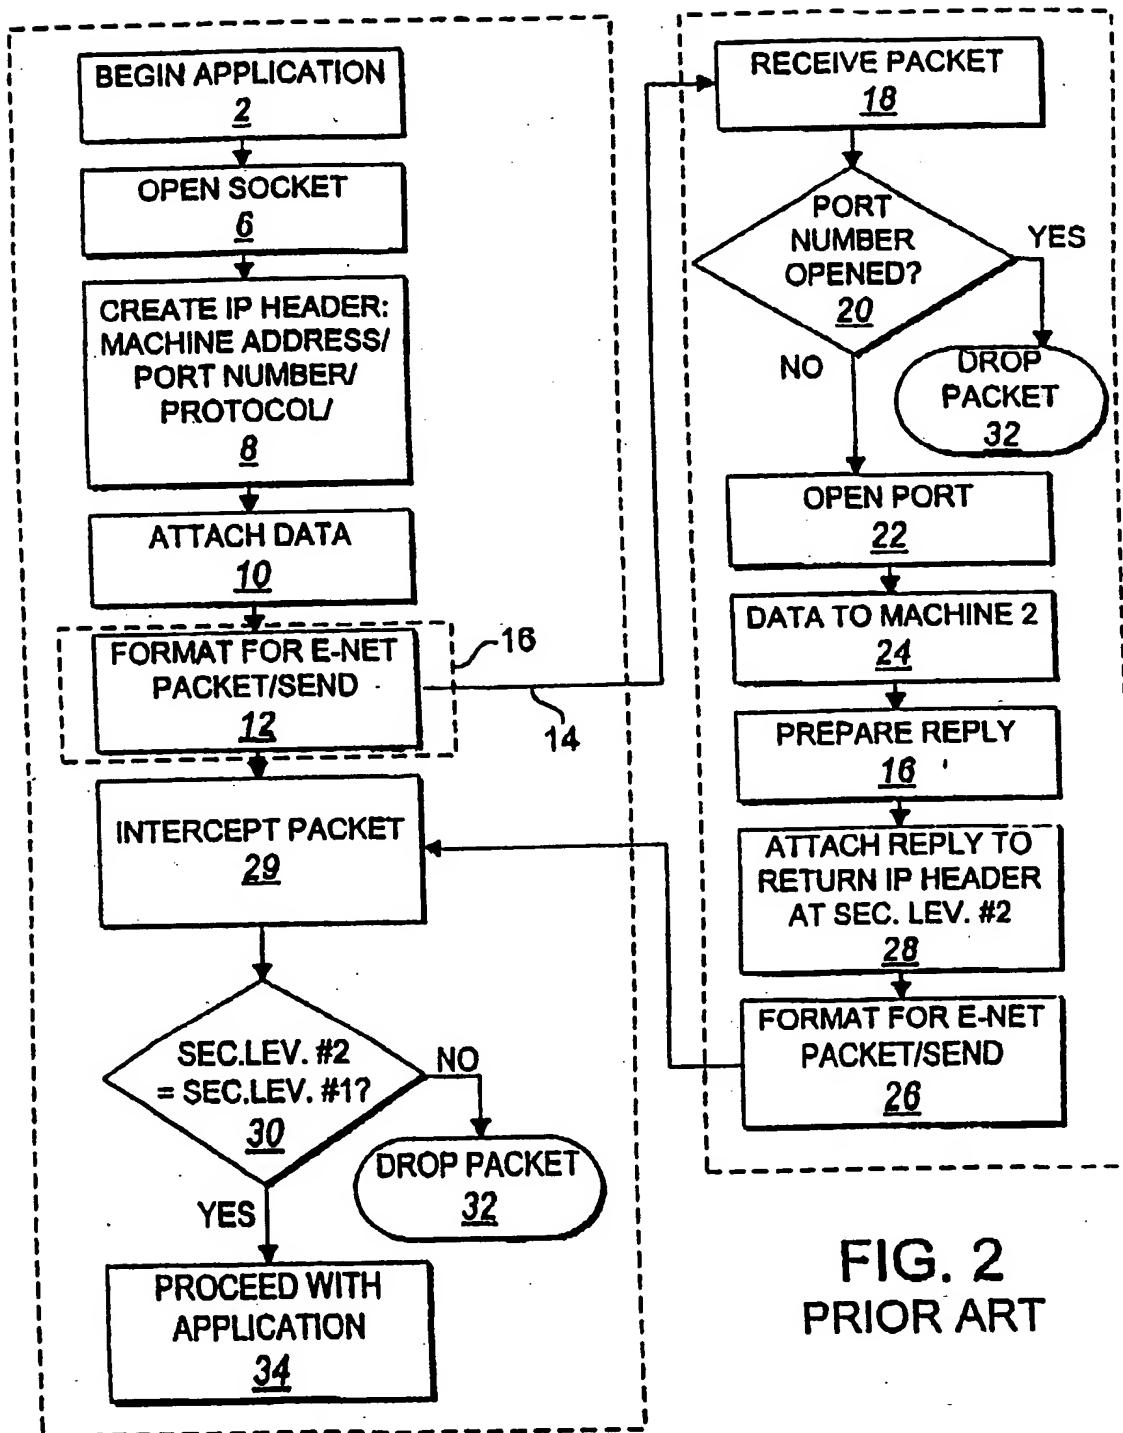 BEGIN APPLICATION
2
OPEN SOCKET
6
CREATE IP HEADER:
MACHINE ADDRESS/
PORT NUMBER/
PROTOCOL/
8
ATTACH DATA
10
FORMAT FOR E-NET
PACKET/SEND
12
16
14
INTERCEPT PACKET
29
SEC.LEV. #2
= SEC.LEV. #1?
30
NO
DROP PACKET
32
YES
PROCEED WITH
APPLICATION
34
RECEIVE PACKET
18
PORT
NUMBER
OPENED?
20
YES
DROP
PACKET
32
NO
OPEN PORT
22
DATA TO MACHINE 2
24
PREPARE REPLY
16
ATTACH REPLY TO
RETURN IP HEADER
AT SEC. LEV. #2
28
FORMAT FOR E-NET
PACKET/SEND
26
FIG. 2
PRIOR ART